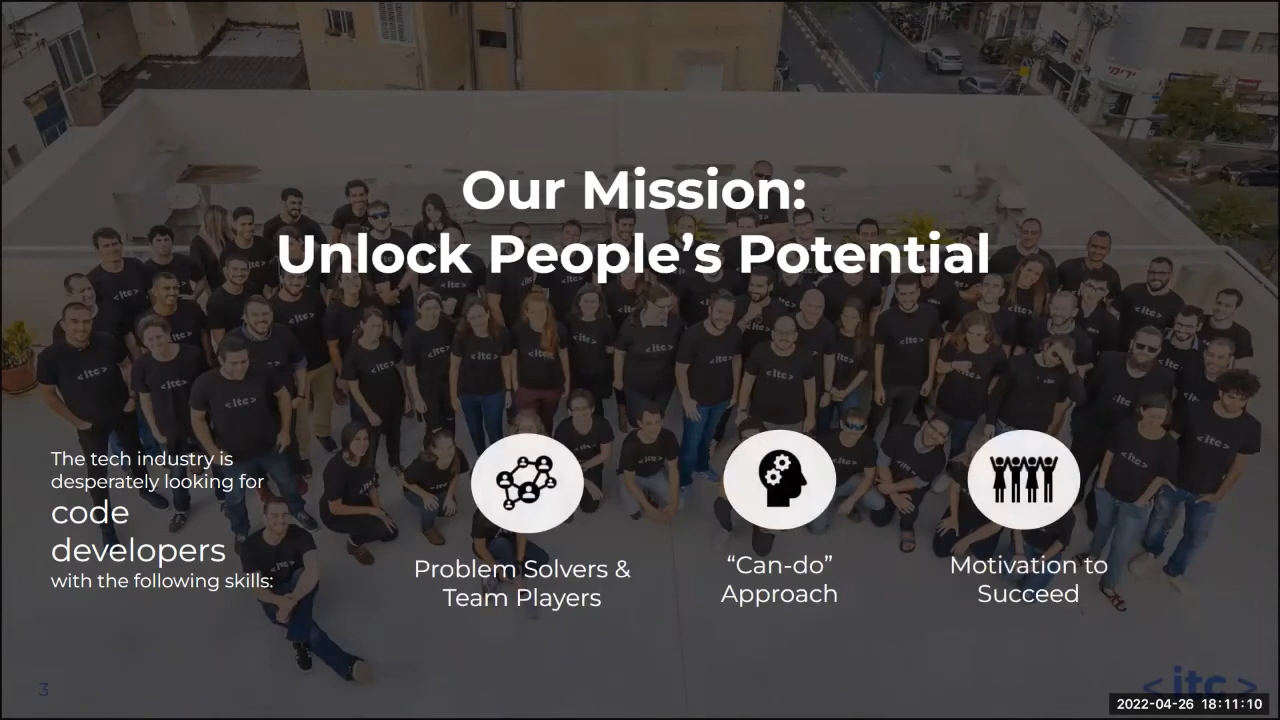 Our Mission:
Unlock People’s Potential
The tech industry is
desperately looking for
code
developers
with the following skills:
Problem Solvers &
Team Players
“Can-do”
Approach
Motivation to
Succeed
3
< itc >
2022-04-26 18:11:10